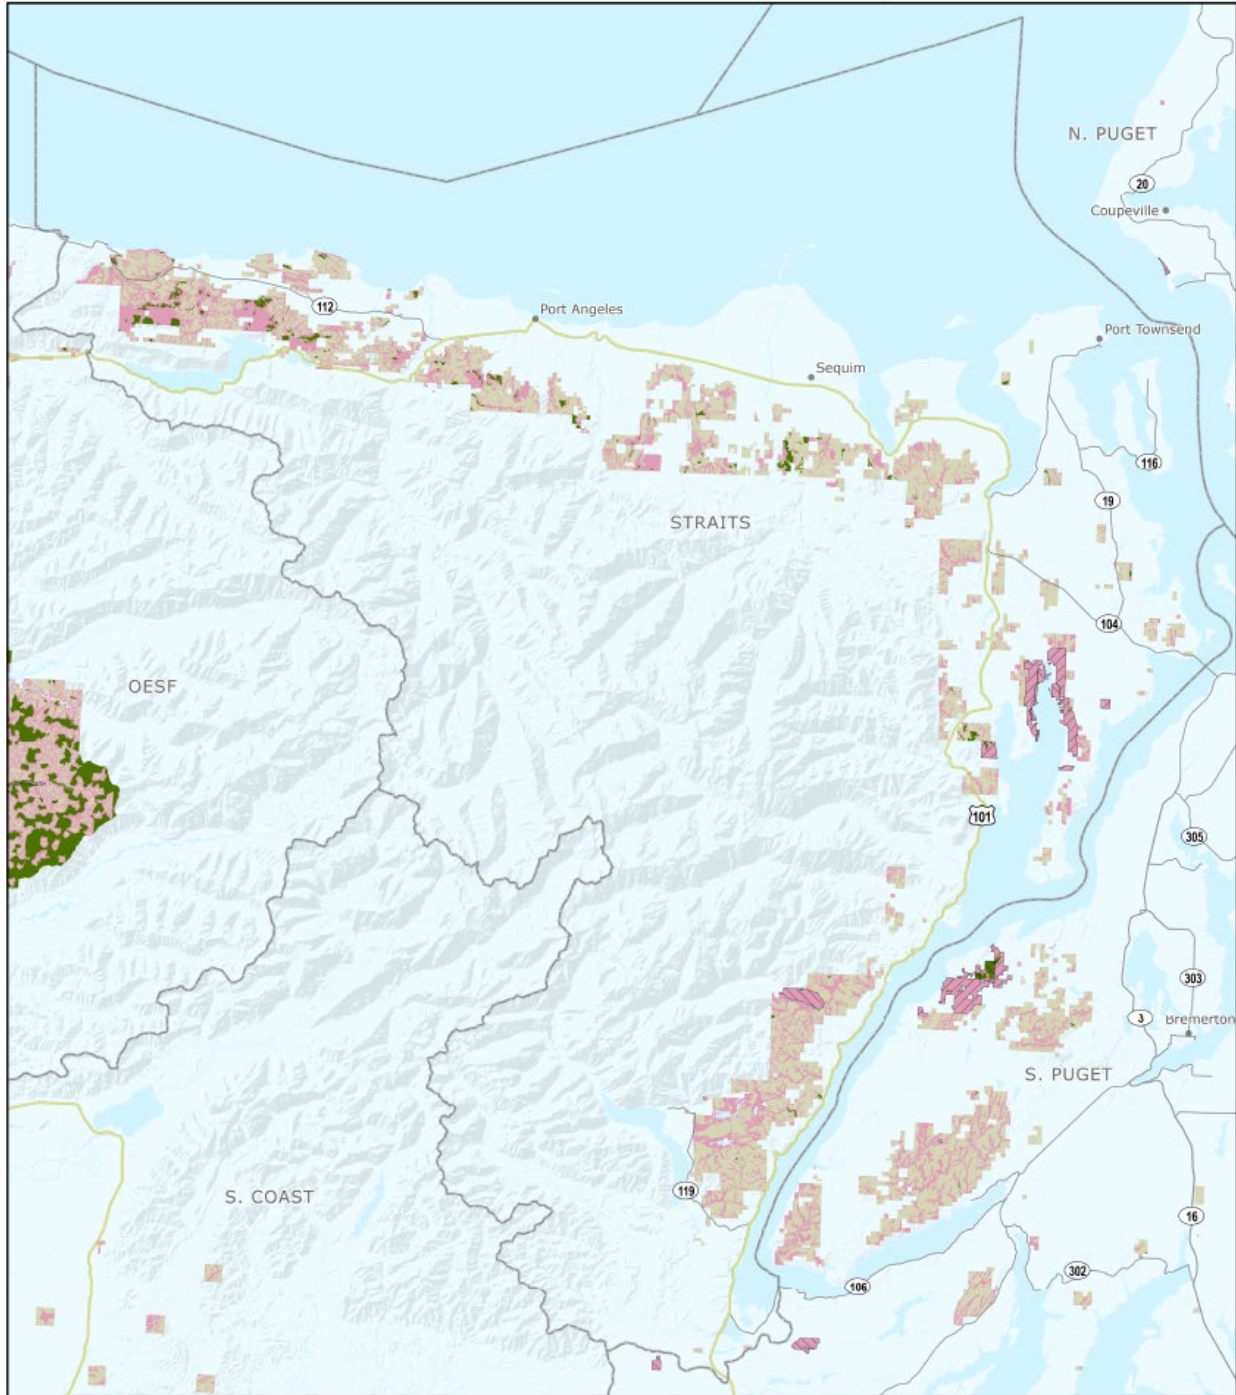 N. PUGET
20
Coupeville
112
Port Angeles
Port Townsend
Sequim
116
19
STRAITS
104
OESF
101
305
303
3
Bremerton
S. PUGET
119
S. COAST
16
302
106